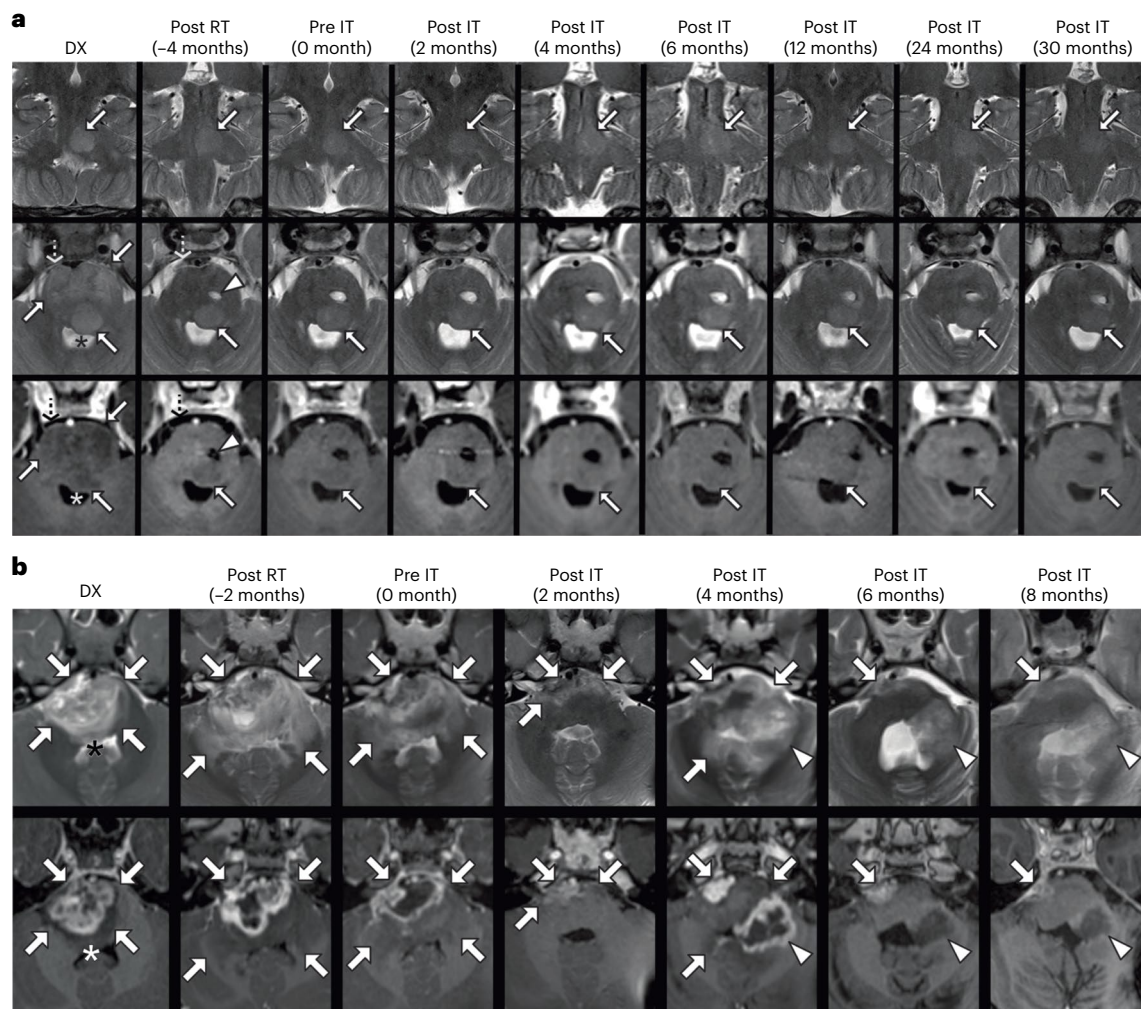 a
DX
Post RT
(–4 months)
Pre IT
(0 month)
Post IT
(2 months)
Post IT
(4 months)
Post IT
(6 months)
Post IT
(12 months)
Post IT
(24 months)
Post IT
(30 months)
*
*
b
DX
Post RT
(–2 months)
Pre IT
(0 month)
Post IT
(2 months)
Post IT
(4 months)
Post IT
(6 months)
Post IT
(8 months)
*
*